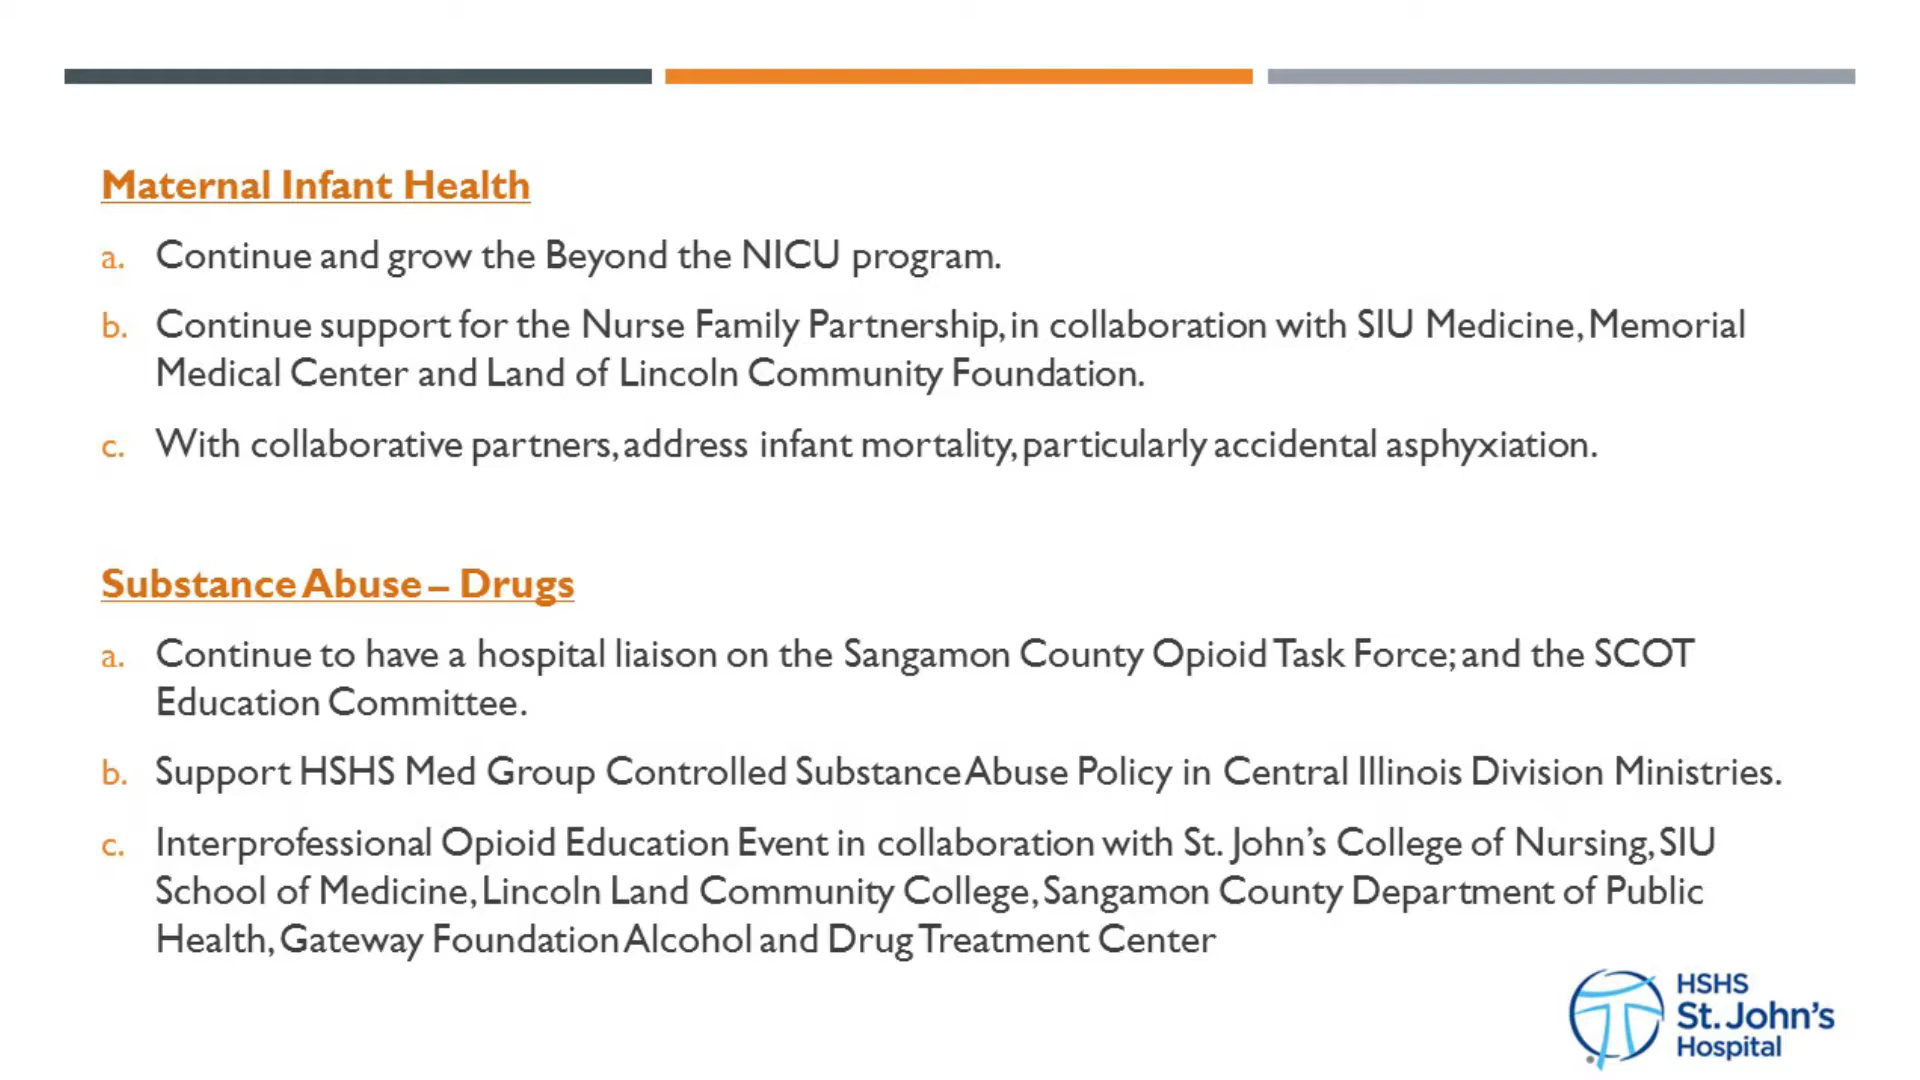 Maternal Infant Health
a. Continue and grow the Beyond the NICU program.
b. Continue support for the Nurse Family Partnership, in collaboration with SIU Medicine, Memorial
Medical Center and Land of Lincoln Community Foundation.
c. With collaborative partners, address infant mortality, particularly accidental asphyxiation.
Substance Abuse – Drugs
a. Continue to have a hospital liaison on the Sangamon County Opioid Task Force; and the SCOT
Education Committee.
b. Support HSHS Med Group Controlled Substance Abuse Policy in Central Illinois Division Ministries.
c. Interprofessional Opioid Education Event in collaboration with St. John’s College of Nursing, SIU
School of Medicine, Lincoln Land Community College, Sangamon County Department of Public
Health, Gateway Foundation Alcohol and Drug Treatment Center
HSHS
St. John’s
Hospital